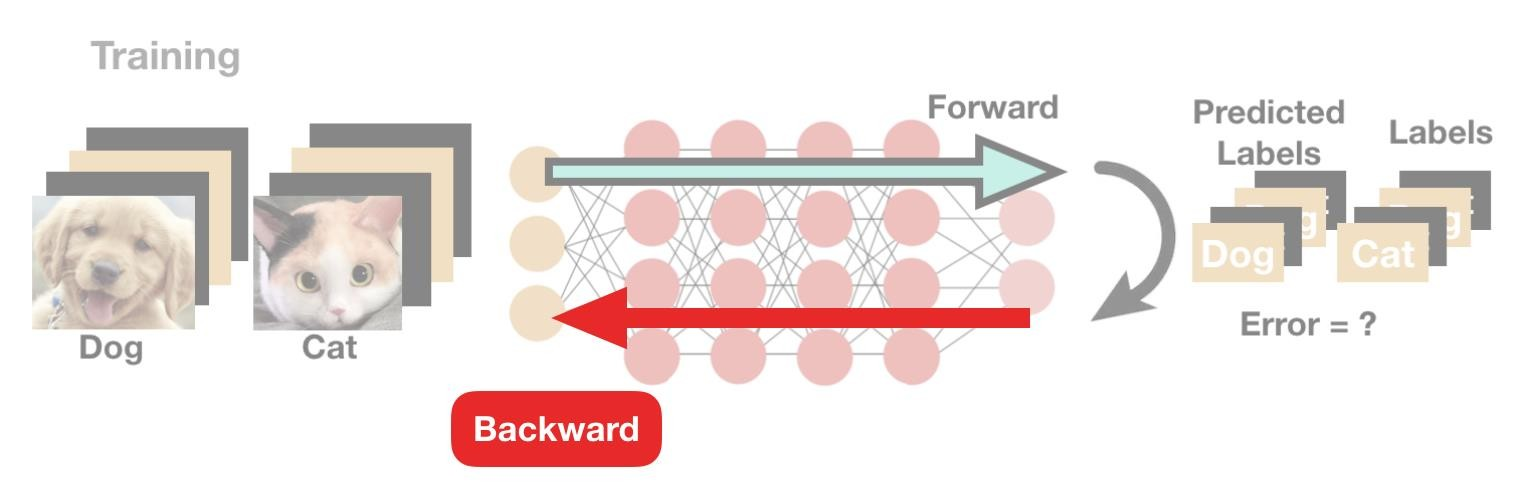 Training
Dog
Cat
Forward
Backward
Predicted
Labels
Labels
Dog
Cat
Error = ?